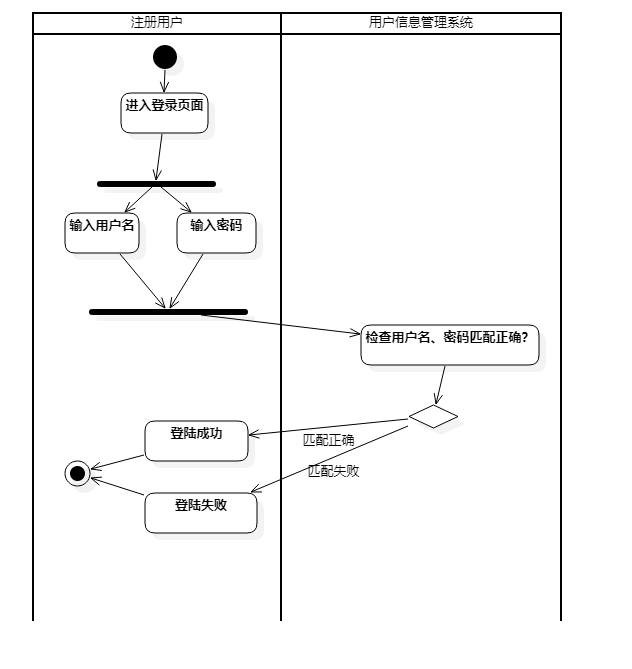 注册用户
用户信息管理系统
进入登录页面
输入用户名
输入密码
检查用户名、密码匹配正确?
登陆成功
匹配正确
匹配失败
登陆失败